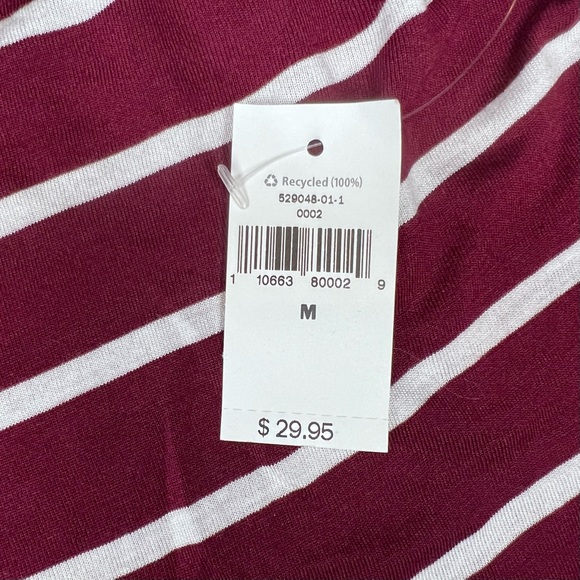 Recycled (100%)
529048-01-1
0002
1 10663 80002 9
M
$ 29.95